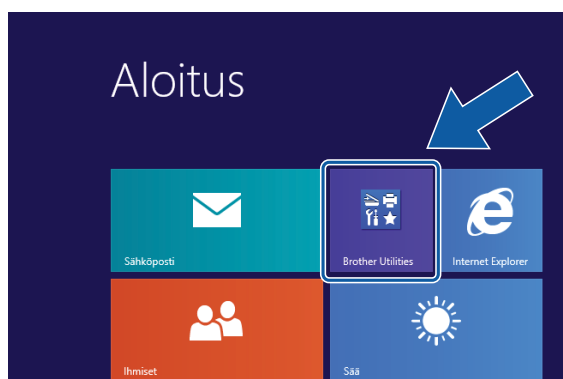 Aloitus
Sähköposti
Brother Utilities
Internet Explorer
Ihmiset
Sää